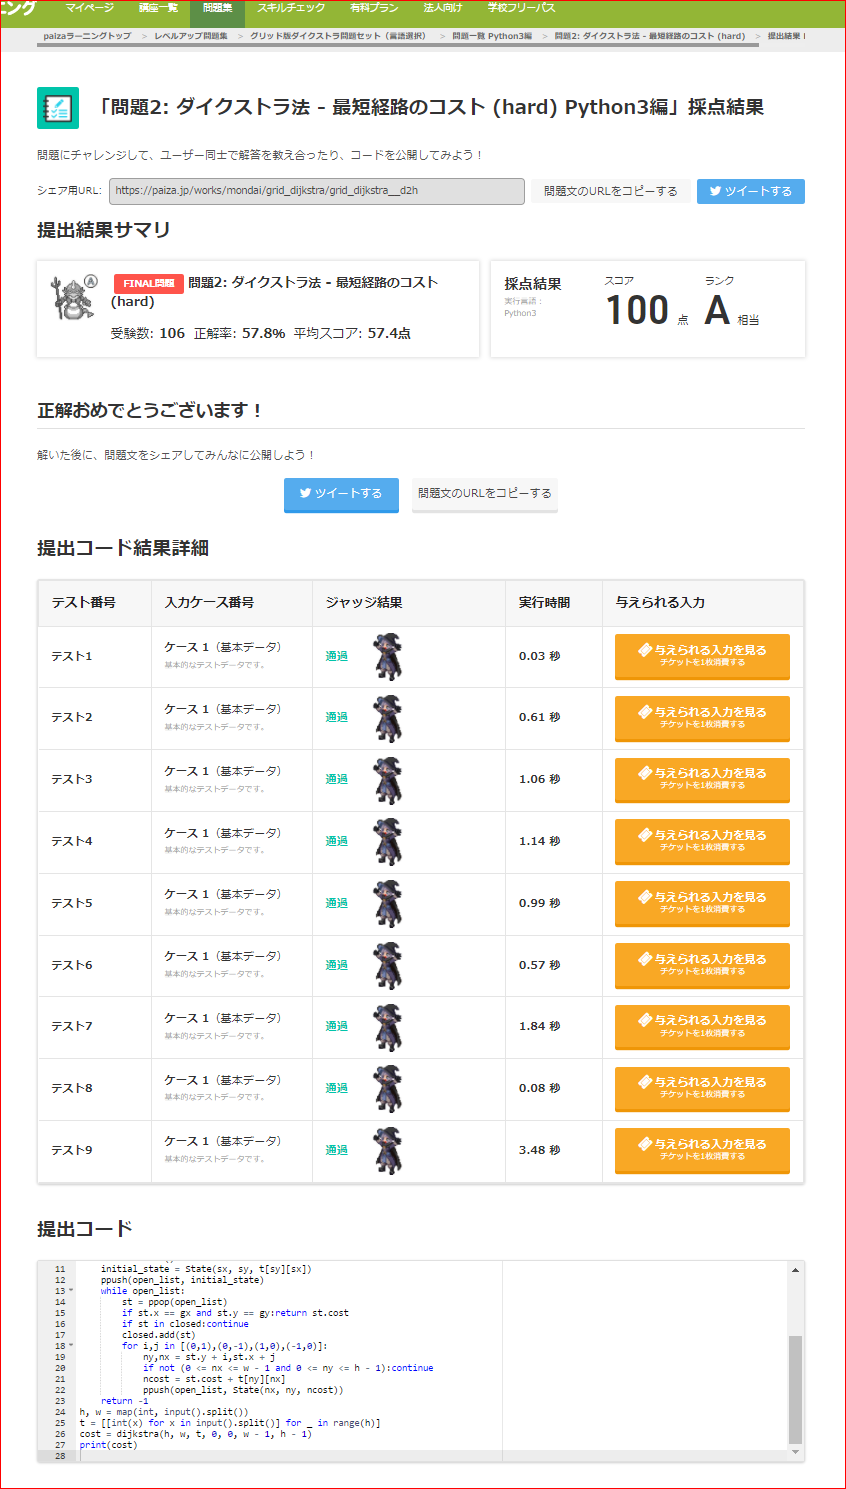 ニング マイページ 講座一覧 問題集 スキルチェック 有料プラン 法人向け 学校フリーパス
paizaラーニングトップ > レベルアップ問題集 > グリッド版ダイクストラ問題セット（言語選択） > 問題一覧 Python3編 > 問題2: ダイクストラ法 - 最短経路のコスト (hard) > 提出結果
「問題2: ダイクストラ法 - 最短経路のコスト (hard) Python3編」採点結果
問題にチャレンジして、ユーザー同士で解答を教え合ったり、コードを公開してみよう！
シェア用URL: https://paiza.jp/works/mondai/grid_dijkstra/grid_dijkstra__d2h 問題文のURLをコピーする ツイートする
提出結果サマリ
FINAL問題 問題2: ダイクストラ法 - 最短経路のコスト
(hard)
受験数: 106 正解率: 57.8% 平均スコア: 57.4点
採点結果
実行言語：
Python3
スコア
100 点
ランク
A 相当
正解おめでとうございます！
解いた後に、問題文をシェアしてみんなに公開しよう！
ツイートする 問題文のURLをコピーする
提出コード結果詳細
テスト番号 入力ケース番号 ジャッジ結果 実行時間 与えられる入力
テスト1 ケース 1（基本データ） 通過 0.03 秒 与えられる入力を見る
基本的なテストデータです。 チケットを1枚消費する
テスト2 ケース 1（基本データ） 通過 0.61 秒 与えられる入力を見る
基本的なテストデータです。 チケットを1枚消費する
テスト3 ケース 1（基本データ） 通過 1.06 秒 与えられる入力を見る
基本的なテストデータです。 チケットを1枚消費する
テスト4 ケース 1（基本データ） 通過 1.14 秒 与えられる入力を見る
基本的なテストデータです。 チケットを1枚消費する
テスト5 ケース 1（基本データ） 通過 0.99 秒 与えられる入力を見る
基本的なテストデータです。 チケットを1枚消費する
テスト6 ケース 1（基本データ） 通過 0.57 秒 与えられる入力を見る
基本的なテストデータです。 チケットを1枚消費する
テスト7 ケース 1（基本データ） 通過 1.84 秒 与えられる入力を見る
基本的なテストデータです。 チケットを1枚消費する
テスト8 ケース 1（基本データ） 通過 0.08 秒 与えられる入力を見る
基本的なテストデータです。 チケットを1枚消費する
テスト9 ケース 1（基本データ） 通過 3.48 秒 与えられる入力を見る
基本的なテストデータです。 チケットを1枚消費する
提出コード
11 initial_state = State(sx, sy, t[sy][sx])
12 ppush(open_list, initial_state)
13 while open_list:
14 st = ppop(open_list)
15 if st.x == gx and st.y == gy:return st.cost
16 if st in closed:continue
17 closed.add(st)
18 for i,j in [(0,1),(0,-1),(1,0),(-1,0)]:
19 ny,nx = st.y + i,st.x + j
20 if not (0 <= nx <= w - 1 and 0 <= ny <= h - 1):continue
21 ncost = st.cost + t[ny][nx]
22 ppush(open_list, State(nx, ny, ncost))
23 return -1
24 h, w = map(int, input().split())
25 t = [[int(x) for x in input().split()] for _ in range(h)]
26 cost = dijkstra(h, w, t, 0, 0, w - 1, h - 1)
27 print(cost)
28